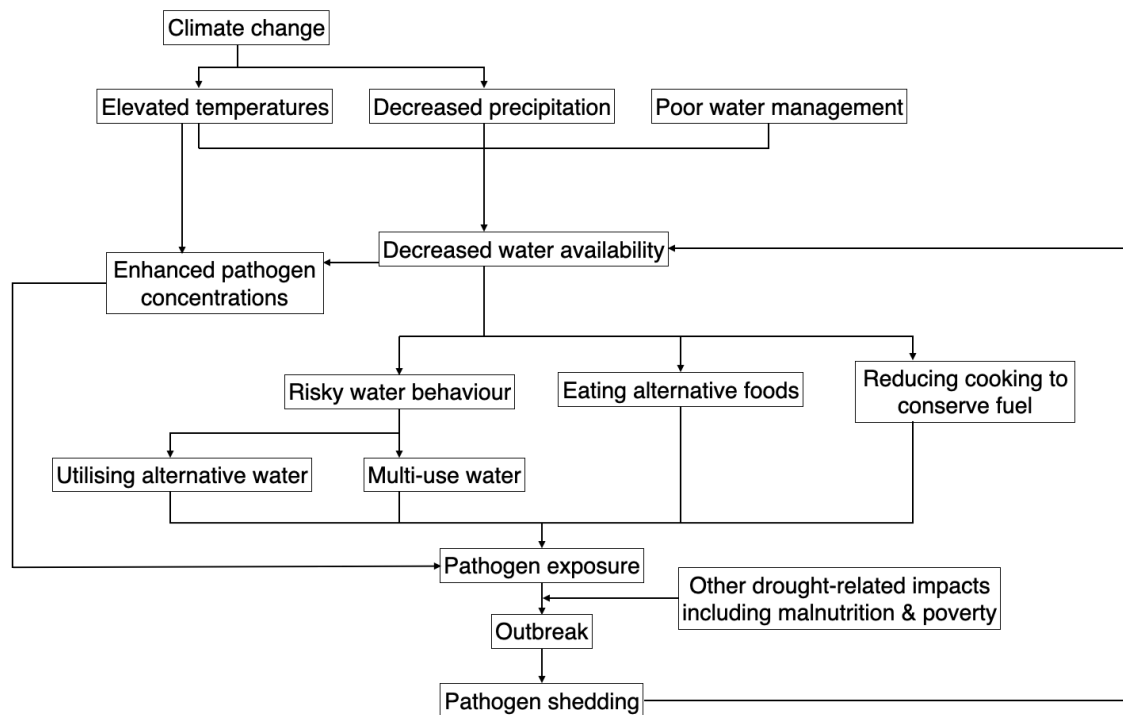 Climate change
Elevated temperatures
Decreased precipitation
Poor water management
Decreased water availability
Enhanced pathogen
concentrations
Risky water behaviour
Eating alternative foods
Reducing cooking to
conserve fuel
Utilising alternative water
Multi-use water
Pathogen exposure
Other drought-related impacts
including malnutrition & poverty
Outbreak
Pathogen shedding